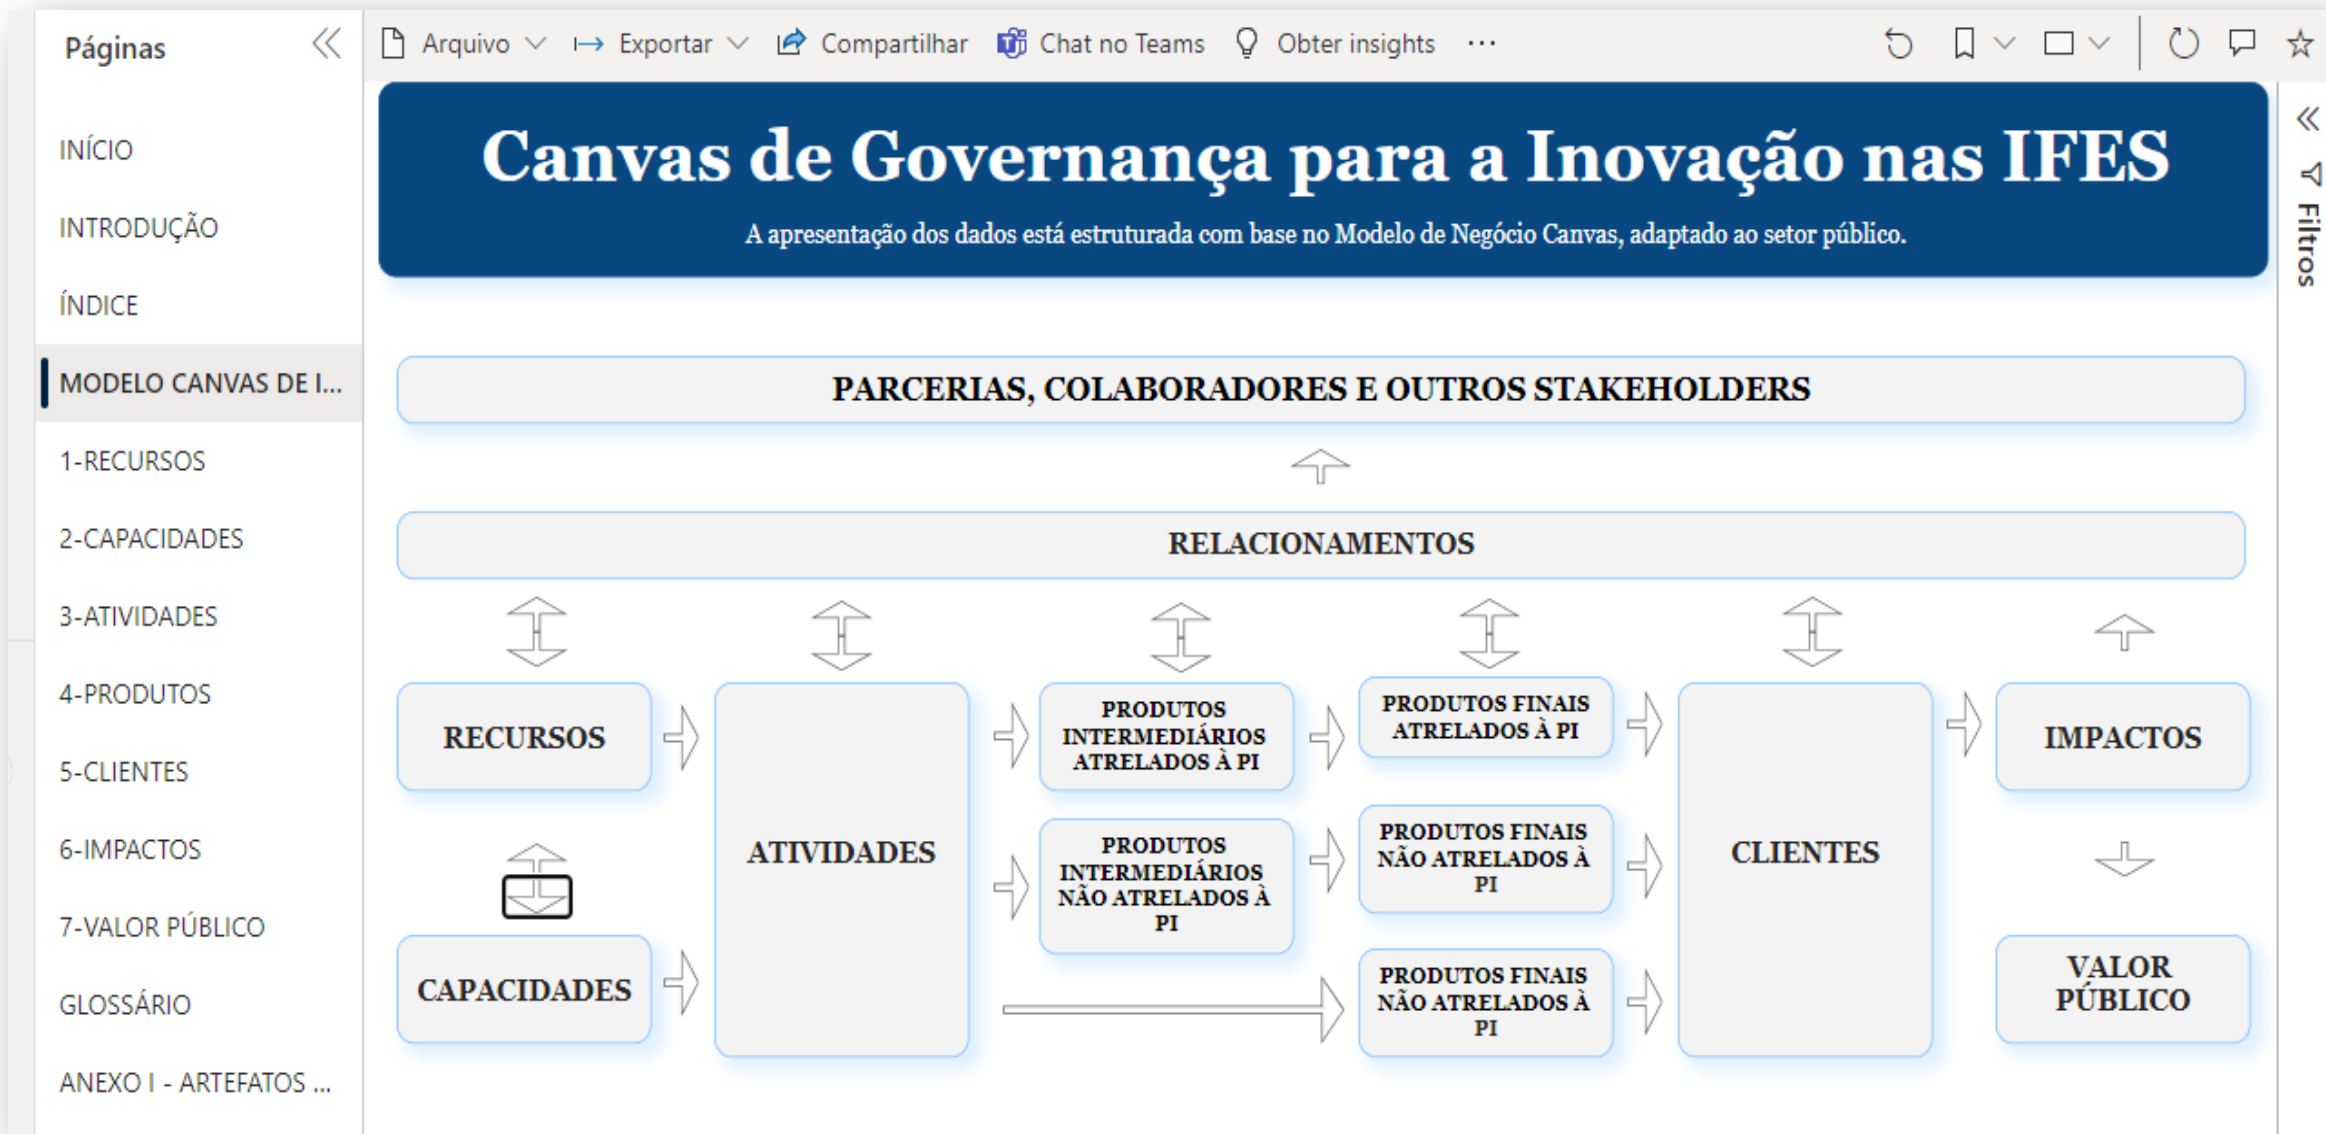 Páginas
INÍCIO
INTRODUÇÃO
ÍNDICE
MODELO CANVAS DE I...
1-RECURSOS
2-CAPACIDADES
3-ATIVIDADES
4-PRODUTOS
5-CLIENTES
6-IMPACTOS
7-VALOR PÚBLICO
GLOSSÁRIO
ANEXO I - ARTEFATOS ...
Arquivo Exportar Compartilhar Chat no Teams Obter insights ...
Canvas de Governança para a Inovação nas IFES
A apresentação dos dados está estruturada com base no Modelo de Negócio Canvas, adaptado ao setor público.
PARCERIAS, COLABORADORES E OUTROS STAKEHOLDERS
RELACIONAMENTOS
RECURSOS
CAPACIDADES
ATIVIDADES
PRODUTOS
INTERMEDIÁRIOS
ATRELADOS À PI
PRODUTOS
INTERMEDIÁRIOS
NÃO ATRELADOS À
PI
PRODUTOS FINAIS
ATRELADOS À PI
PRODUTOS FINAIS
NÃO ATRELADOS À
PI
PRODUTOS FINAIS
NÃO ATRELADOS À
PI
CLIENTES
IMPACTOS
VALOR
PÚBLICO
Filtros